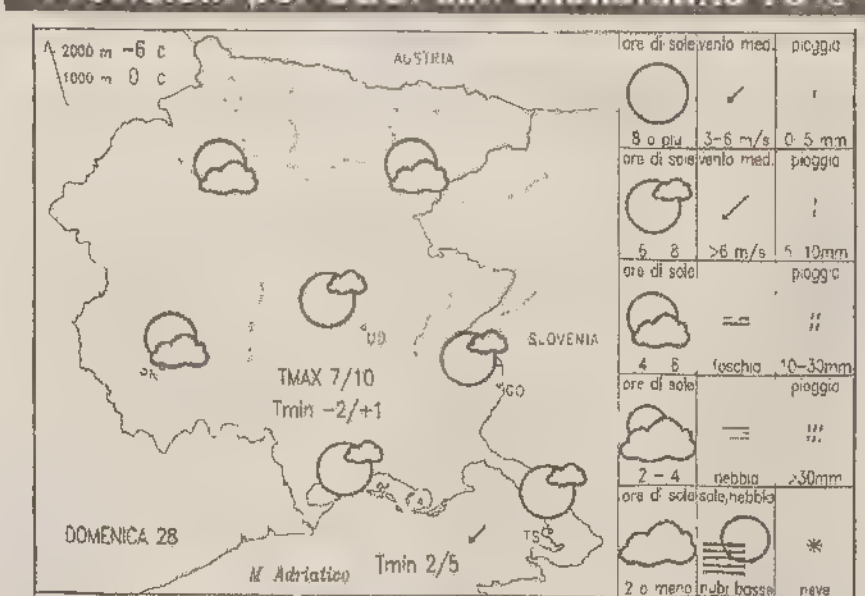 2000 m -6 c
1000 m 0 c
AUSTRIA
UD
SLOVENIA
GO
TMAX 7/10
Tmin -2/+1
TS
DOMENICA 28
M. Adriatico
Tmin 2/5
ore di sole vento med. pioggia
8 o piu 3-6 m/s 0-5 mm
ore di sole vento med. pioggia
6 - 8 >6 m/s 5-10mm
ore di sole pioggia
4 - 6 foschia 10-30mm
ore di sole pioggia
2 - 4 nebbia >30mm
ore di sole sole, nebbia
2 o meno nubi basse neve